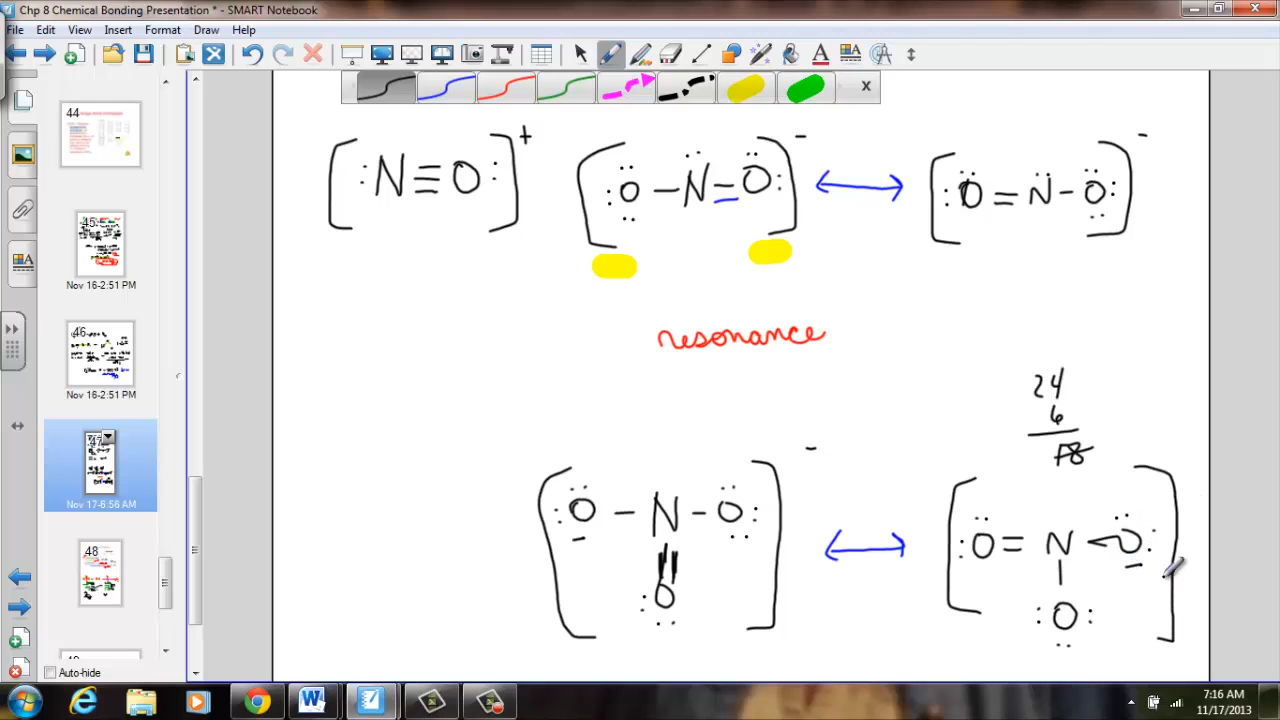 Chp 8 Chemical Bonding Presentation * - SMART Notebook
File Edit View Insert Format Draw Help
44
45
Nov 16-2:51 PM
46
Nov 16-2:51 PM
Nov 17-6:56 AM
48
Auto-hide
x
[:N≡O:]+ [:O-N=O:]- ↔ [:O=N-O:]-
resonance
24
6
18
[:O-N-O:]- ↔ [:O=N-O:]
O: :O:
7:16 AM
11/17/2013